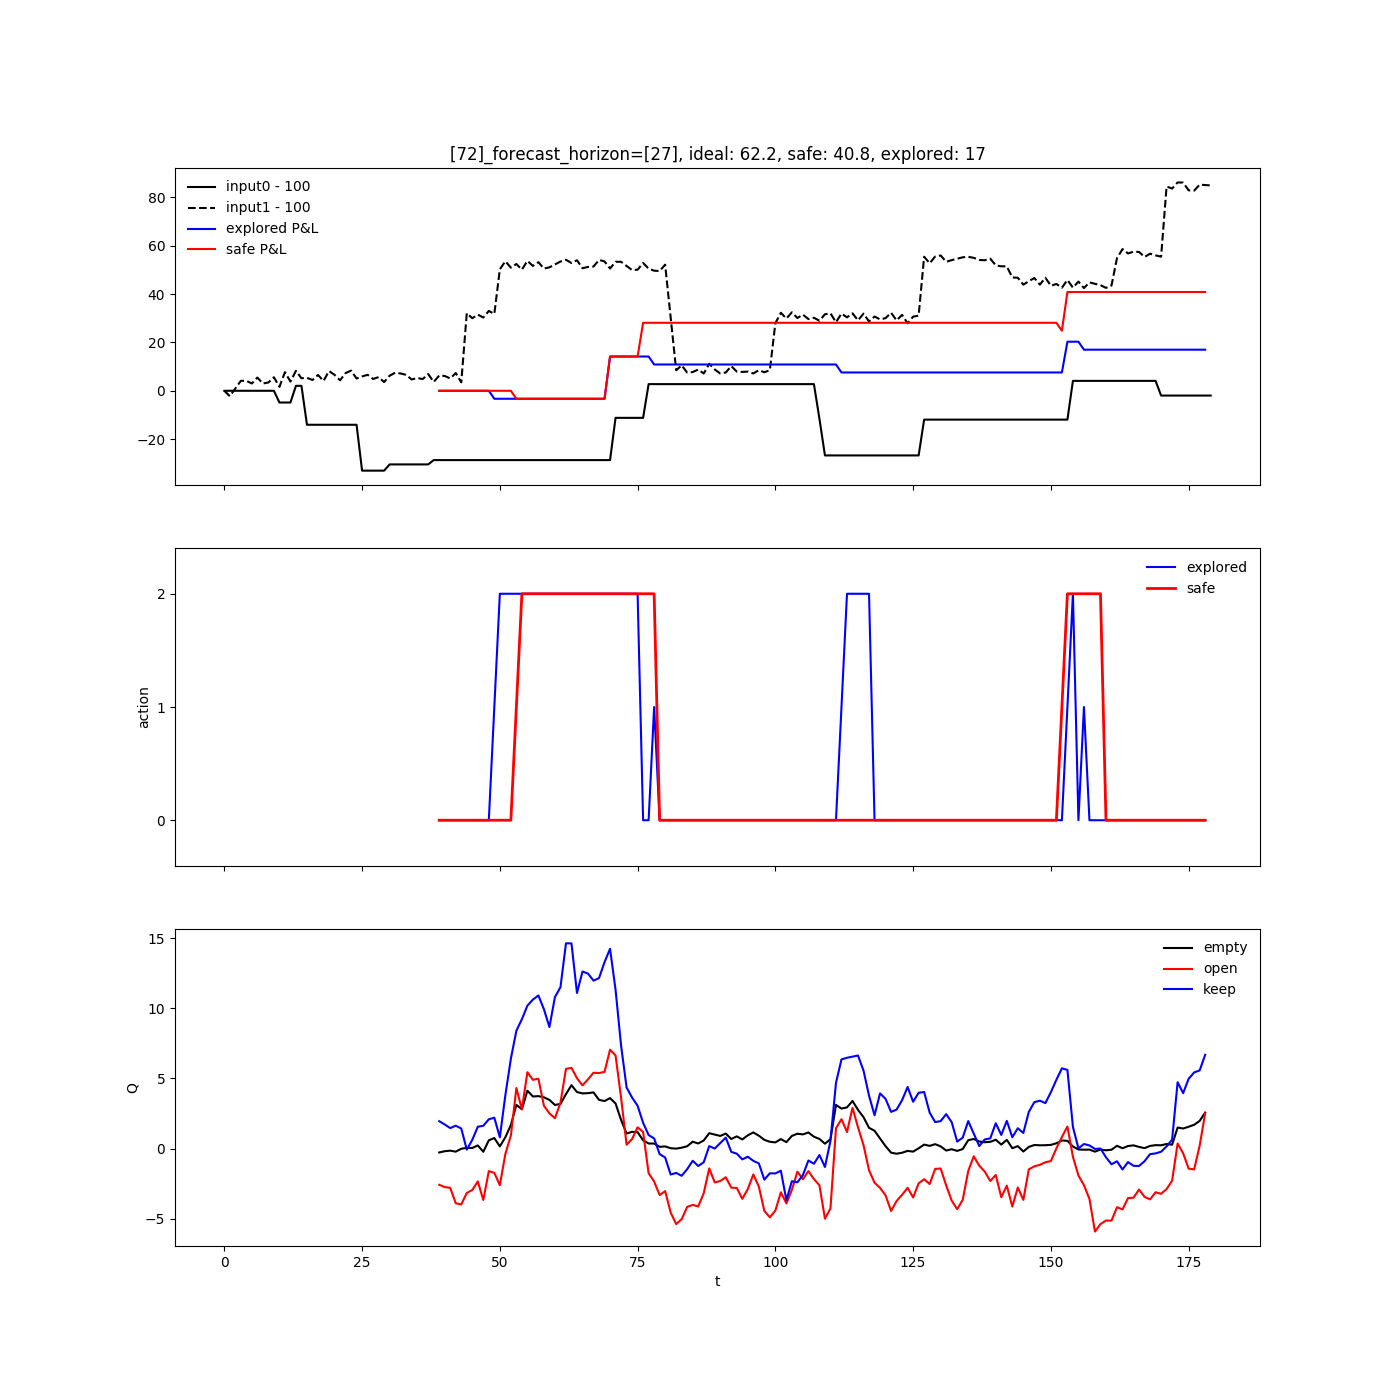 [72]_forecast_horizon=[27], ideal: 62.2, safe: 40.8, explored: 17
input0 - 100
input1 - 100
explored P&L
safe P&L
80
60
40
20
0
−20
explored
safe
action
2
1
0
empty
open
keep
Q
15
10
5
0
−5
0 25 50 75 100 125 150 175
t